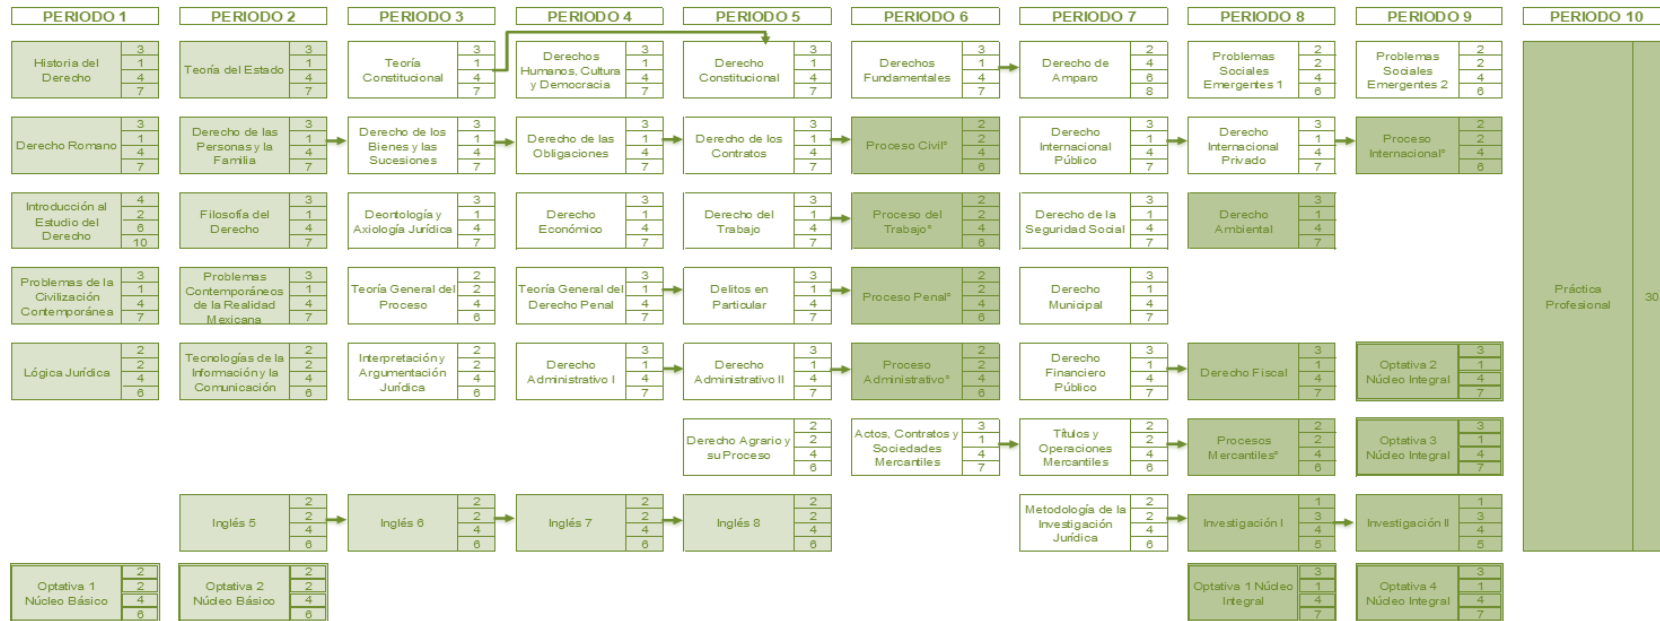 PERIODO 1
PERIODO 2
PERIODO 3
PERIODO 4
PERIODO 5
PERIODO 6
PERIODO 7
PERIODO 8
PERIODO 9
PERIODO 10
Historia del
Derecho
3
1
4
7
Teoría del Estado
3
1
4
7
Teoría
Constitucional
3
1
4
7
Derechos
Humanos, Cultura
y Democracia
3
1
4
7
Derecho
Constitucional
3
1
4
7
Derechos
Fundamentales
3
1
4
7
Derecho de
Amparo
2
4
6
8
Problemas
Sociales
Emergentes 1
2
2
4
6
Problemas
Sociales
Emergentes 2
2
2
4
6
Derecho Romano
3
1
4
7
Derecho de las
Personas y la
Familia
3
1
4
7
Derecho de los
Bienes y las
Sucesiones
3
1
4
7
Derecho de las
Obligaciones
3
1
4
7
Derecho de los
Contratos
3
1
4
7
Proceso Civil°
2
2
4
6
Derecho
Internacional
Público
3
1
4
7
Derecho
Internacional
Privado
3
1
4
7
Proceso
Internacional°
2
2
4
6
Introducción al
Estudio del
Derecho
4
2
6
10
Filosofía del
Derecho
3
1
4
7
Deontología y
Axiología Jurídica
3
1
4
7
Derecho
Económico
3
1
4
7
Derecho del
Trabajo
3
1
4
7
Proceso del
Trabajo°
2
2
4
6
Derecho de la
Seguridad Social
3
1
4
7
Derecho
Ambiental
3
1
4
7
Problemas de la
Civilización
Contemporánea
3
1
4
7
Problemas
Contemporáneos
de la Realidad
Mexicana
3
1
4
7
Teoría General del
Proceso
2
2
4
6
Teoría General del
Derecho Penal
3
1
4
7
Delitos en
Particular
3
1
4
7
Proceso Penal°
2
2
4
6
Derecho
Municipal
3
1
4
7
Práctica
Profesional
30
Lógica Jurídica
2
2
4
6
Tecnologías de la
Información y la
Comunicación
2
2
4
6
Interpretación y
Argumentación
Jurídica
2
2
4
6
Derecho
Administrativo I
3
1
4
7
Derecho
Administrativo II
3
1
4
7
Proceso
Administrativo°
2
2
4
6
Derecho
Financiero
Público
3
1
4
7
Derecho Fiscal
3
1
4
7
Optativa 2
Núcleo Integral
3
1
4
7
Derecho Agrario y
su Proceso
2
2
4
6
Actos, Contratos y
Sociedades
Mercantiles
3
1
4
7
Títulos y
Operaciones
Mercantiles
2
2
4
6
Procesos
Mercantiles°
2
2
4
6
Optativa 3
Núcleo Integral
3
1
4
7
Inglés 5
2
2
4
6
Inglés 6
2
2
4
6
Inglés 7
2
2
4
6
Inglés 8
2
2
4
6
Metodología de la
Investigación
Jurídica
2
2
4
6
Investigación I
1
3
4
5
Investigación II
1
3
4
5
Optativa 1
Núcleo Básico
2
2
4
6
Optativa 2
Núcleo Básico
2
2
4
6
Optativa 1 Núcleo
Integral
3
1
4
7
Optativa 4
Núcleo Integral
3
1
4
7